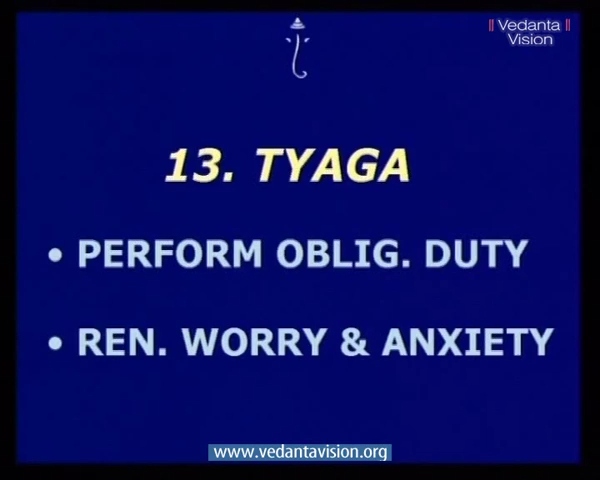 || Vedanta ||
Vision
13. TYAGA
• PERFORM OBLIG. DUTY
• REN. WORRY & ANXIETY
www.vedantavision.org